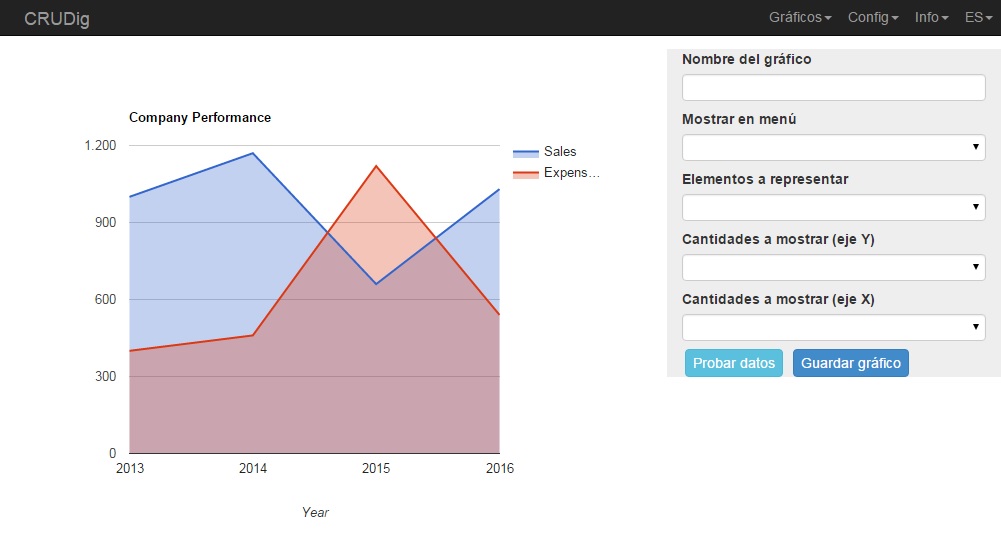 CRUDig
Gráficos Config Info ES
Company Performance
1.200
900
600
300
0
2013 2014 2015 2016
Year
Sales
Expens...
Nombre del gráfico
Mostrar en menú
Elementos a representar
Cantidades a mostrar (eje Y)
Cantidades a mostrar (eje X)
Probar datos Guardar gráfico